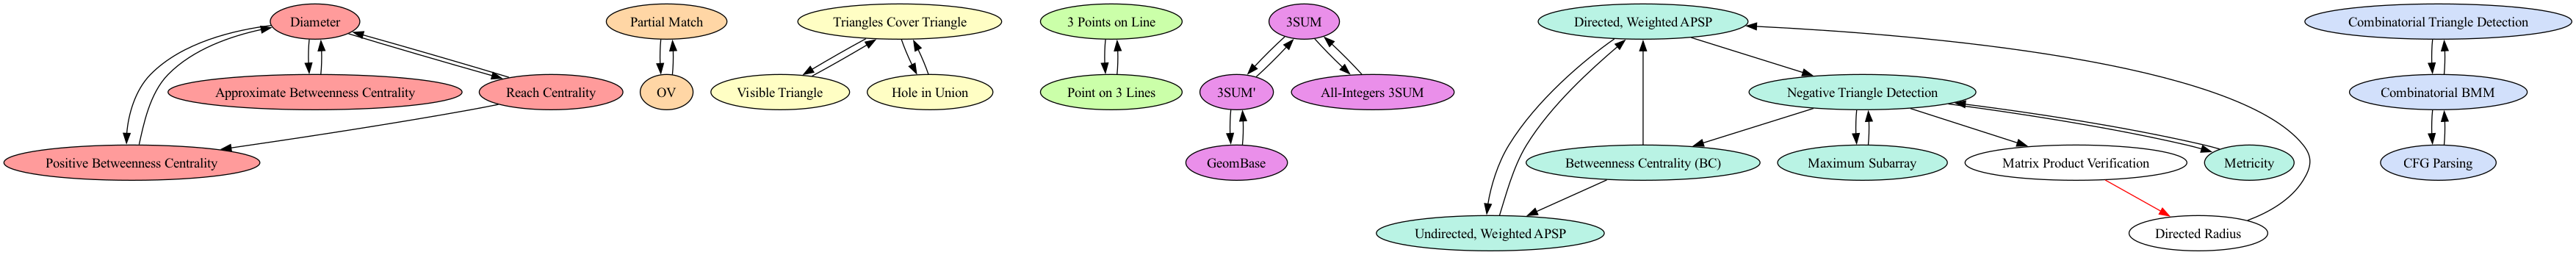 Diameter
Partial Match
Triangles Cover Triangle
3 Points on Line
3SUM
Directed, Weighted APSP
Combinatorial Triangle Detection
Approximate Betweenness Centrality
Reach Centrality
OV
Visible Triangle
Hole in Union
Point on 3 Lines
3SUM'
All-Integers 3SUM
Negative Triangle Detection
Combinatorial BMM
Positive Betweenness Centrality
GeomBase
Betweenness Centrality (BC)
Maximum Subarray
Matrix Product Verification
Metricity
CFG Parsing
Undirected, Weighted APSP
Directed Radius